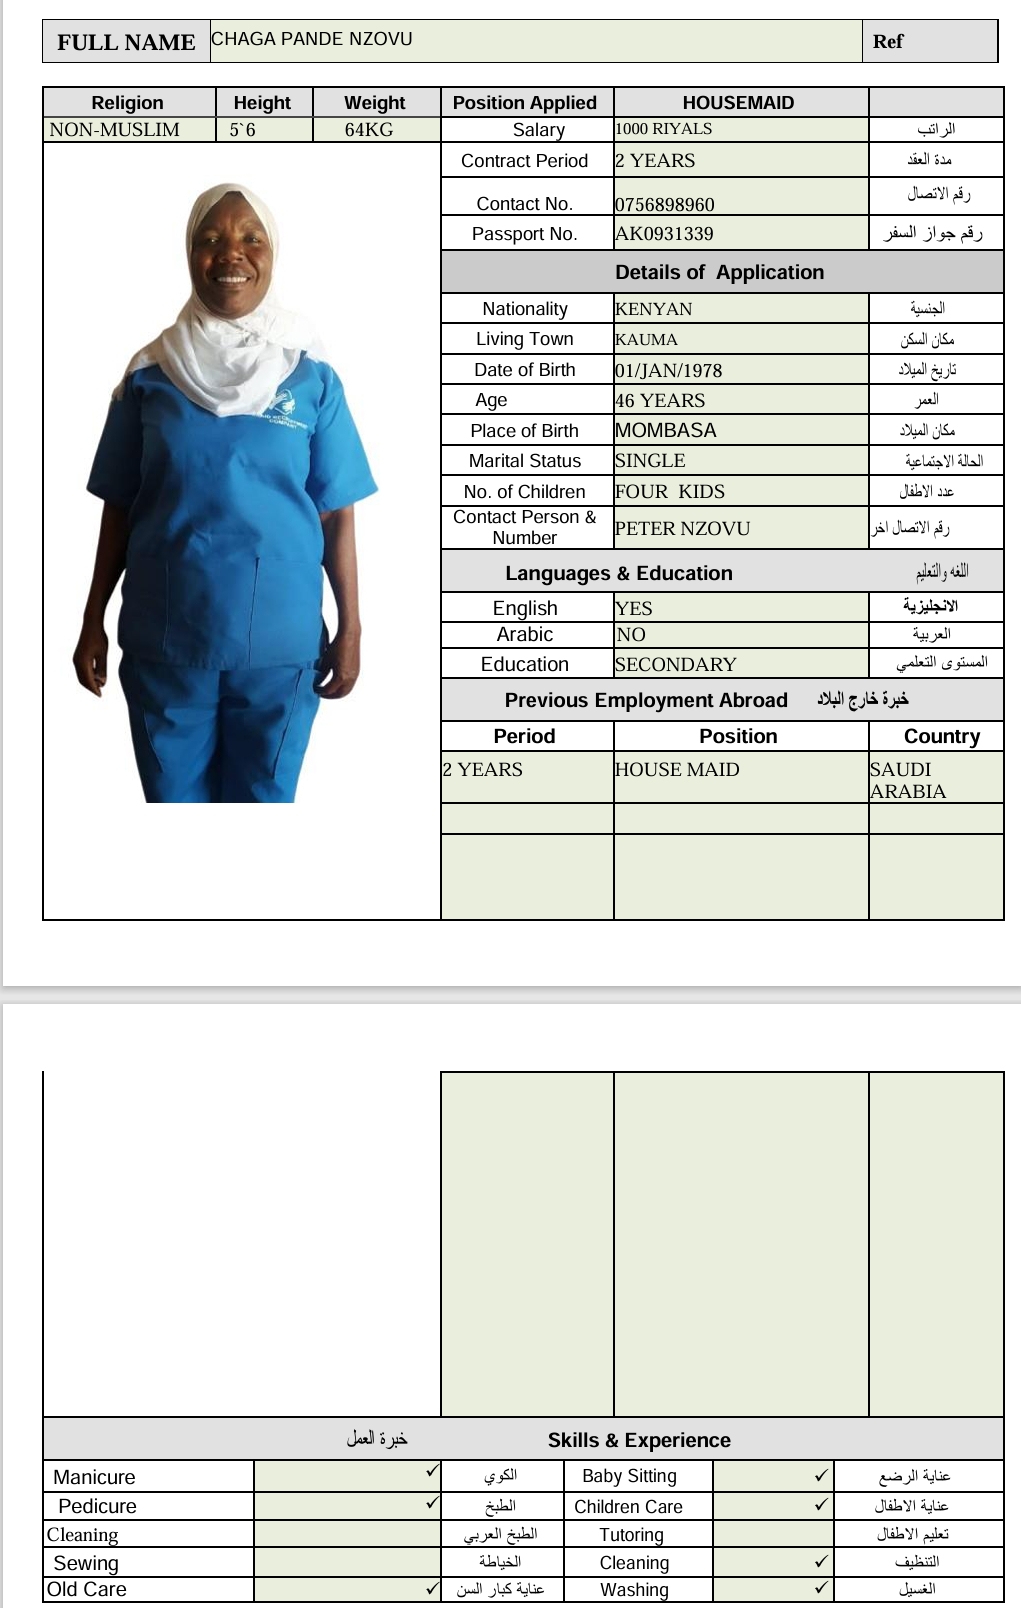 FULL NAME CHAGA PANDE NZOVU Ref
Religion Height Weight Position Applied HOUSEMAID
NON-MUSLIM 5`6 64KG Salary 1000 RIYALS الراتب
Contract Period 2 YEARS مدة العقد
Contact No. 0756898960 رقم الاتصال
Passport No. AK0931339 رقم جواز السفر
Details of Application
Nationality KENYAN الجنسية
Living Town KAUMA مكان السكن
Date of Birth 01/JAN/1978 تاريخ الميلاد
Age 46 YEARS العمر
Place of Birth MOMBASA مكان الميلاد
Marital Status SINGLE الحالة الاجتماعية
No. of Children FOUR KIDS عدد الاطفال
Contact Person &
Number PETER NZOVU رقم الاتصال اخر
Languages & Education اللغه والتعليم
English YES الانجليزية
Arabic NO العربية
Education SECONDARY المستوى التعلمي
Previous Employment Abroad خبرة خارج البلاد
Period Position Country
2 YEARS HOUSE MAID SAUDI
ARABIA
COMPANY
Skills & Experience خبرة العمل
Manicure ✓ الكوي Baby Sitting ✓ عناية الرضع
Pedicure ✓ الطبخ Children Care ✓ عناية الاطفال
Cleaning الطبخ العربي Tutoring تعليم الاطفال
Sewing الخياطة Cleaning ✓ التنظيف
Old Care ✓ عناية كبار السن Washing ✓ الغسيل